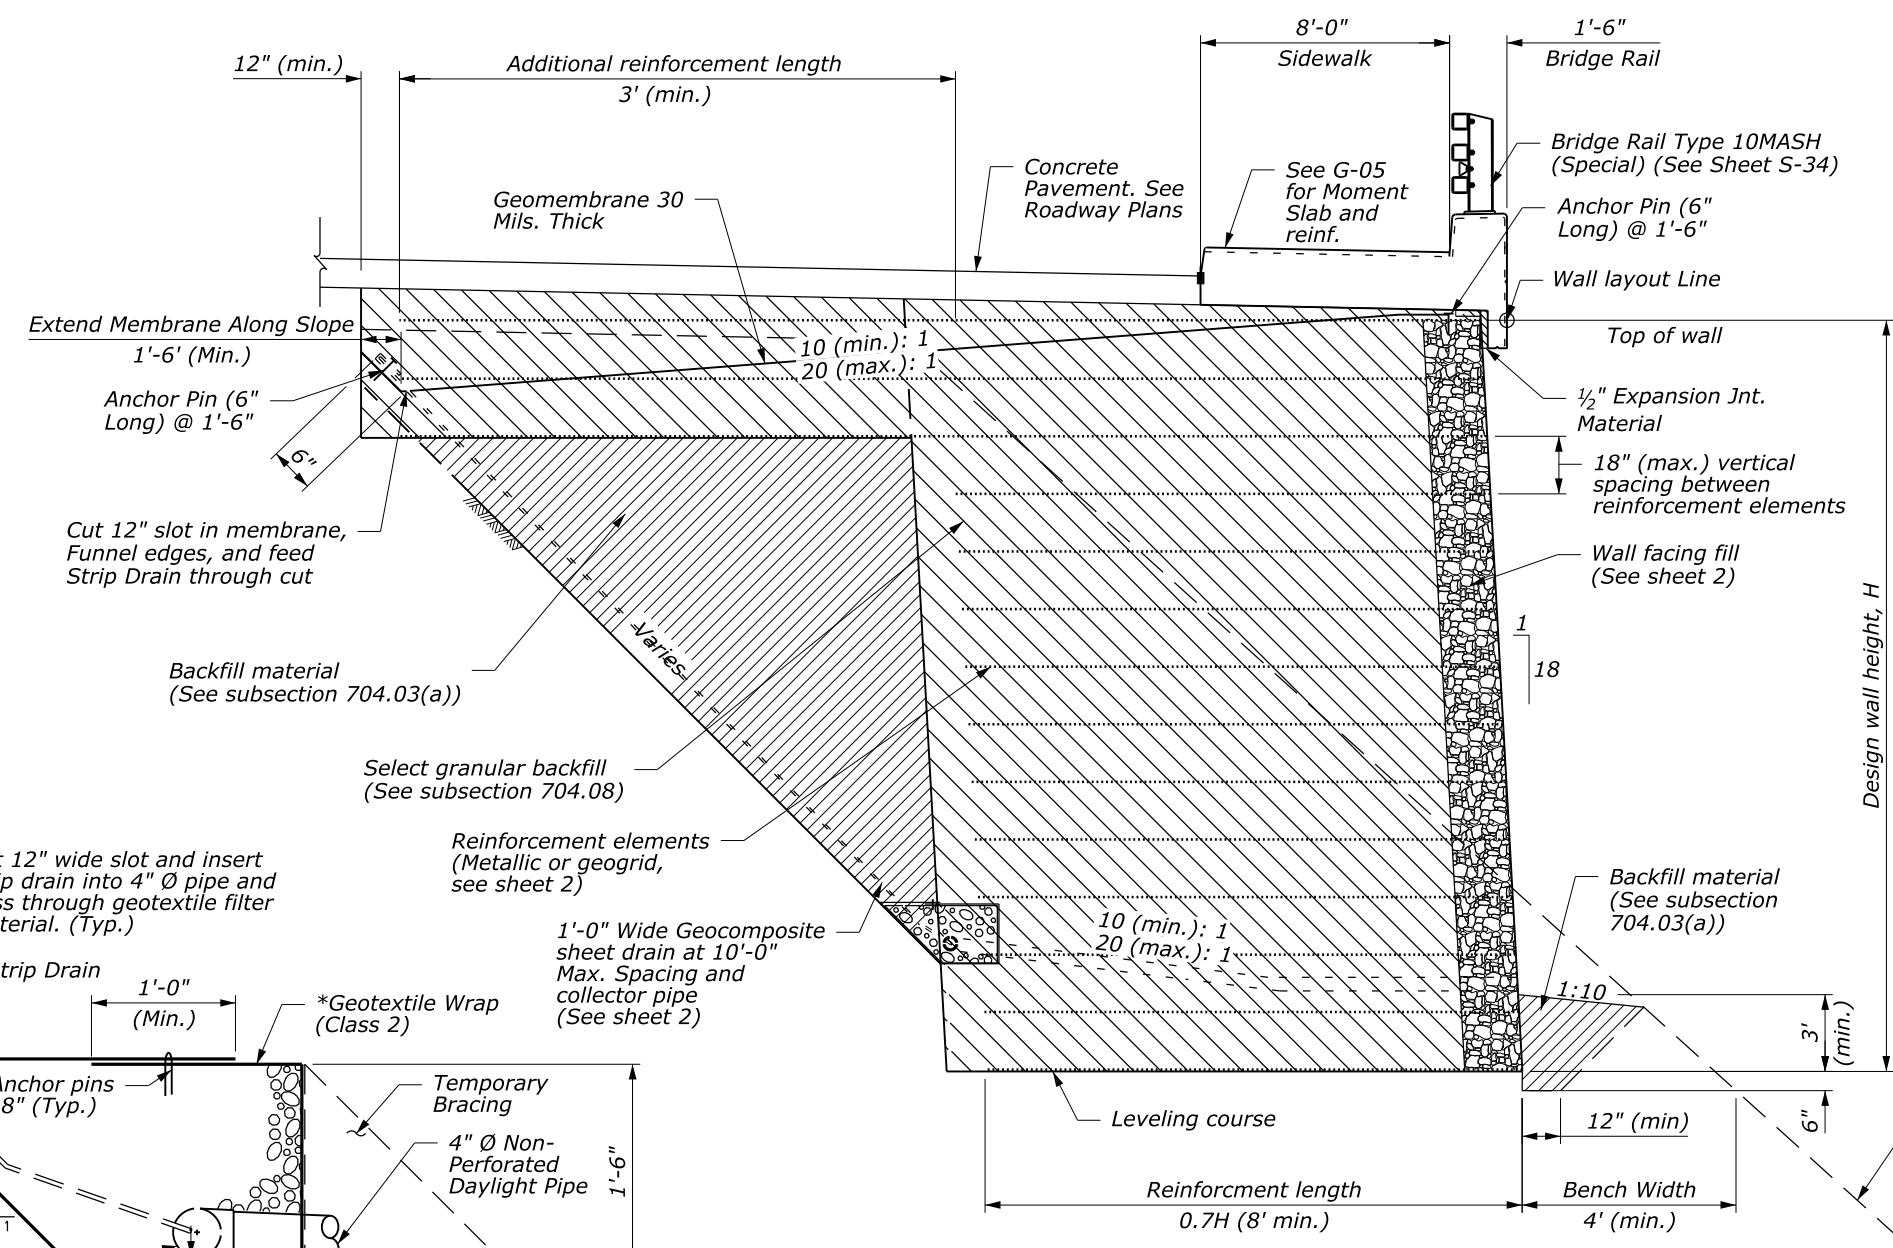 8'-0"
Sidewalk
1'-6"
Bridge Rail
12" (min.)
Additional reinforcement length
3' (min.)
Bridge Rail Type 10MASH
(Special) (See Sheet S-34)
Concrete
Pavement. See
Roadway Plans
See G-05
for Moment
Slab and
reinf.
Geomembrane 30
Mils. Thick
Anchor Pin (6"
Long) @ 1'-6"
Wall layout Line
Extend Membrane Along Slope
1'-6' (Min.)
Top of wall
10 (min.): 1
20 (max.): 1
Anchor Pin (6"
Long) @ 1'-6"
½" Expansion Jnt.
Material
6"
18" (max.) vertical
spacing between
reinforcement elements
Cut 12" slot in membrane,
Funnel edges, and feed
Strip Drain through cut
Wall facing fill
(See sheet 2)
Design wall height, H
1
18
Varies
Backfill material
(See subsection 704.03(a))
Select granular backfill
(See subsection 704.08)
Reinforcement elements
(Metallic or geogrid,
see sheet 2)
12" wide slot and insert
drain into 4" Ø pipe and
through geotextile filter
(Typ.)
Backfill material
(See subsection
704.03(a))
10 (min.): 1
20 (max.): 1
1'-0" Wide Geocomposite
sheet drain at 10'-0"
Max. Spacing and
collector pipe
(See sheet 2)
Drain
1'-0"
(Min.)
*Geotextile Wrap
(Class 2)
1:10
3'
(min.)
Anchor pins
8" (Typ.)
Temporary
Bracing
Leveling course
6"
12" (min)
4" Ø Non-
Perforated
Daylight Pipe
1'-6"
Reinforcment length
0.7H (8' min.)
Bench Width
4' (min.)
1